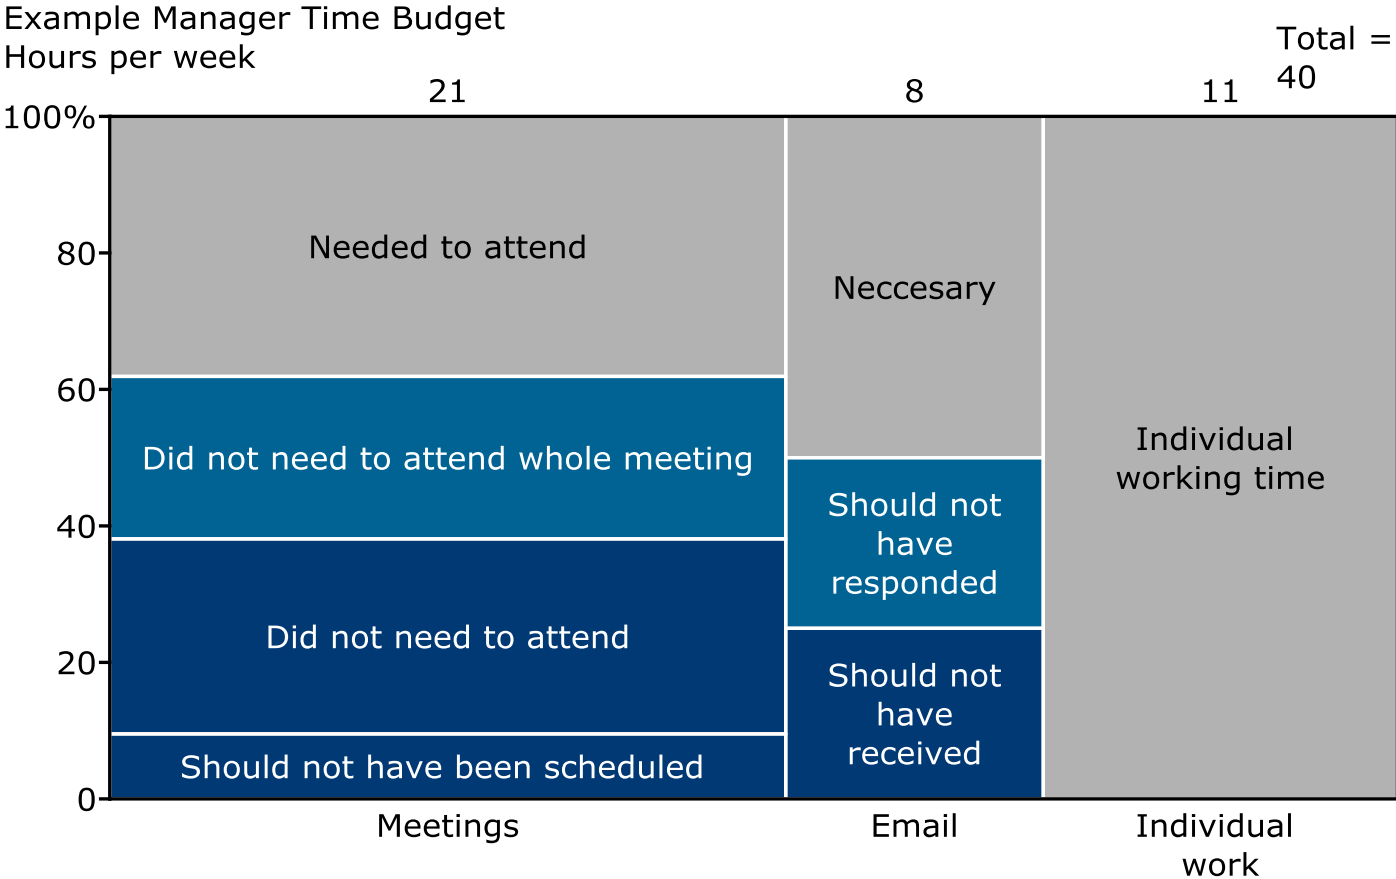 Example Manager Time Budget
Hours per week
Total =
40
21
8
11
100%
80
60
40
20
0
Needed to attend
Did not need to attend whole meeting
Did not need to attend
Should not have been scheduled
Neccesary
Should not
have
responded
Should not
have
received
Individual
working time
Meetings
Email
Individual
work